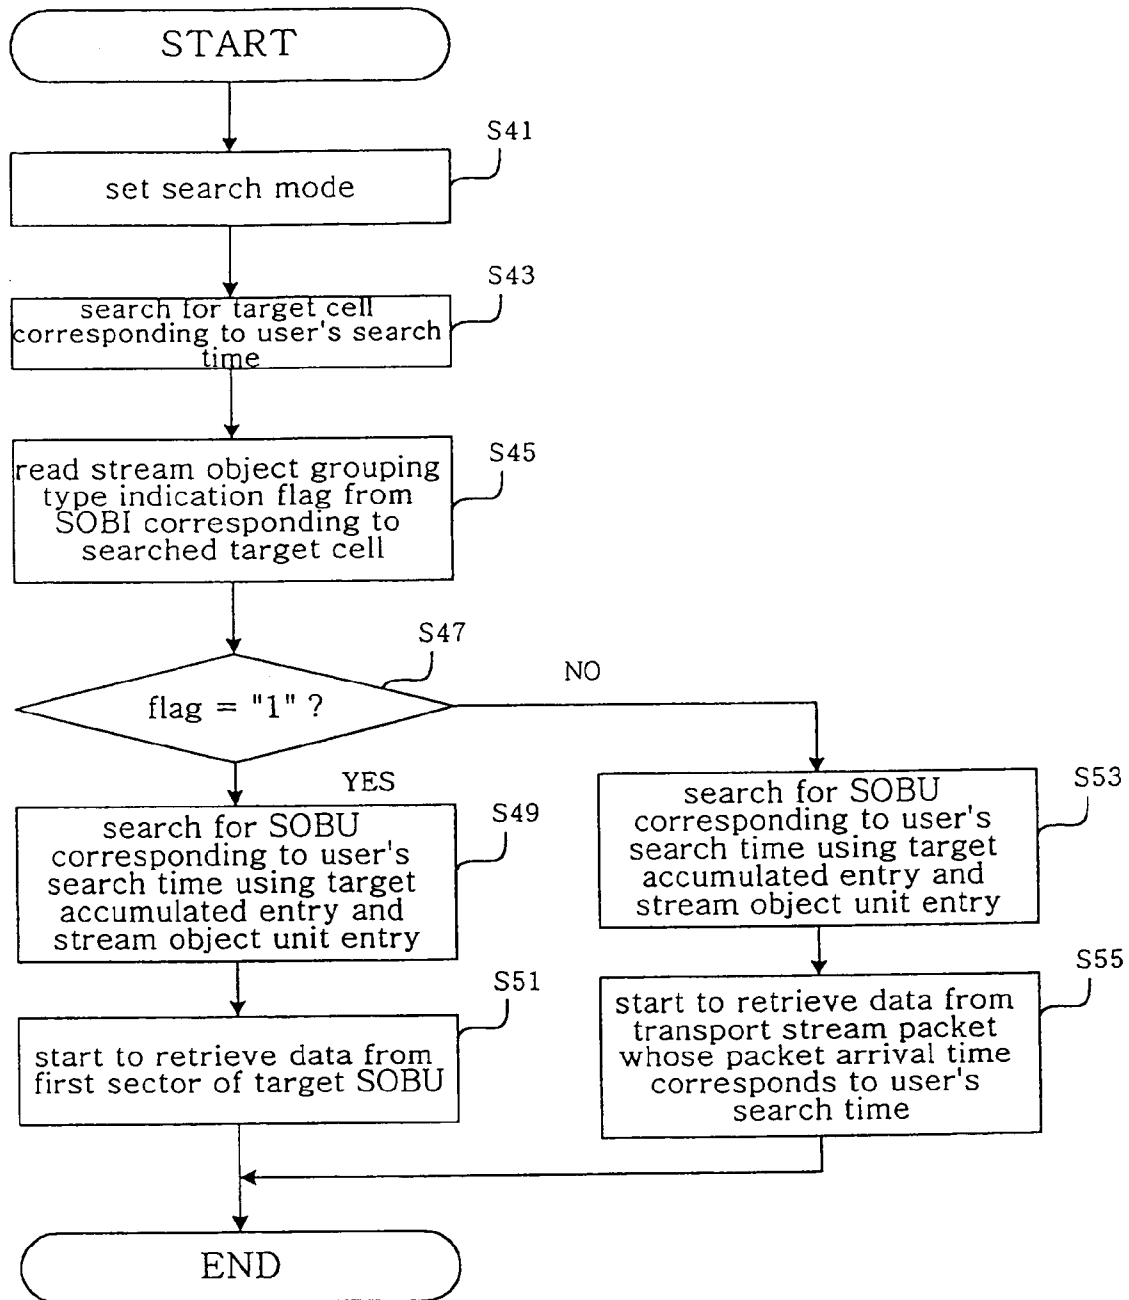 START
S41
set search mode
S43
search for target cell
corresponding to user's search
time
S45
read stream object grouping
type indication flag from
SOBI corresponding to
searched target cell
S47
flag = "1" ?
NO
YES
S49
search for SOBU
corresponding to user's
search time using target
accumulated entry and
stream object unit entry
S53
search for SOBU
corresponding to user's
search time using target
accumulated entry and
stream object unit entry
S51
start to retrieve data from
first sector of target SOBU
S55
start to retrieve data from
transport stream packet
whose packet arrival time
corresponds to user's
search time
END